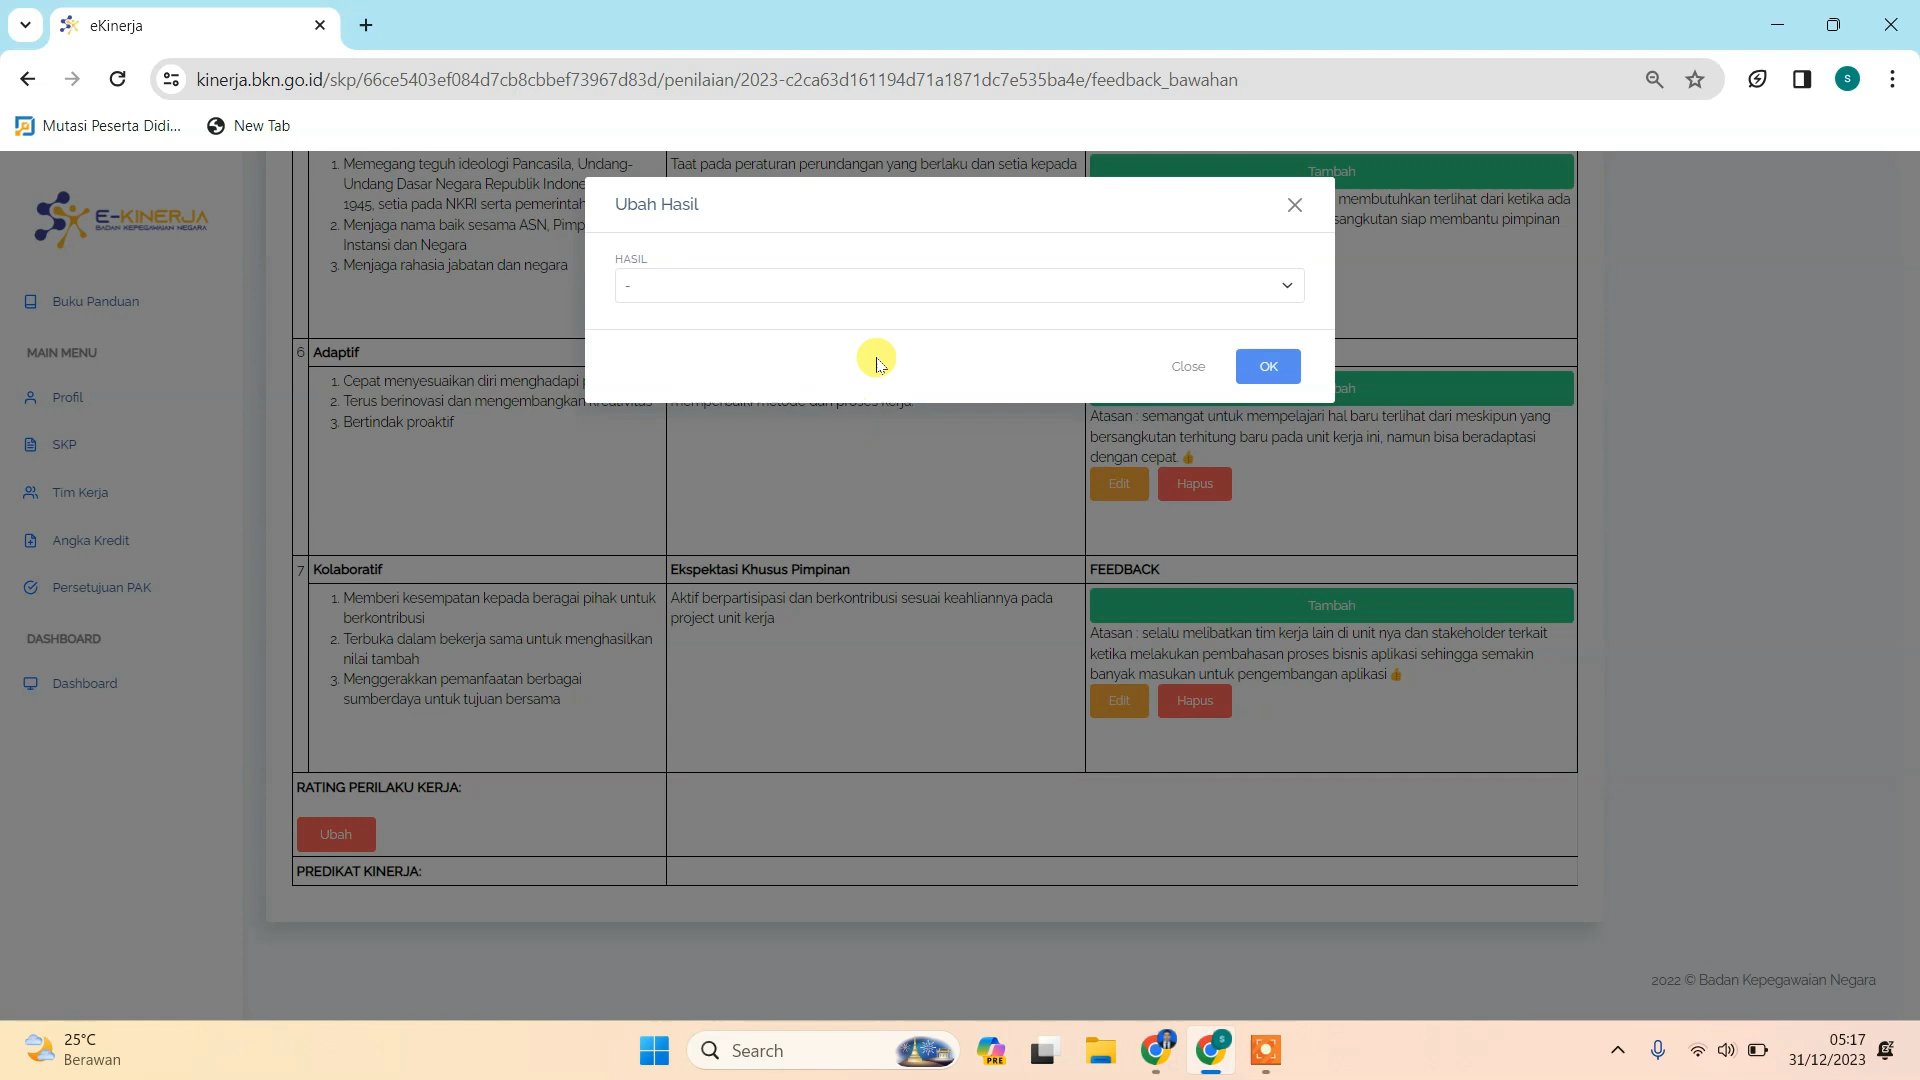 eKinerja
kinerja.bkn.go.id/skp/66ce5403ef084d7cb8cbbef73967d83d/penilaian/2023-c2ca63d161194d71a1871dc7e535ba4e/feedback_bawahan
S
Mutasi Peserta Didi...
New Tab
E-KINERJA
BADAN KEPEGAWAIAN NEGARA
Buku Panduan
MAIN MENU
Profil
SKP
Tim Kerja
Angka Kredit
Persetujuan PAK
DASHBOARD
Dashboard
1. Memegang teguh ideologi Pancasila, Undang-
Undang Dasar Negara Republik Indone
1945, setia pada NKRI serta pemerintah
2. Menjaga nama baik sesama ASN, Pimp
Instansi dan Negara
3. Menjaga rahasia jabatan dan negara
Taat pada peraturan perundangan yang berlaku dan setia kepada
Tambah
membutuhkan terlihat dari ketika ada
sangkutan siap membantu pimpinan
Ubah Hasil
HASIL
-
Close
OK
6 Adaptif
1. Cepat menyesuaikan diri menghadapi
2. Terus berinovasi dan mengembangkan kreativitas
3. Bertindak proaktif
memperbaiki metode dan proses kerja.
bah
Atasan : semangat untuk mempelajari hal baru terlihat dari meskipun yang
bersangkutan terhitung baru pada unit kerja ini, namun bisa beradaptasi
dengan cepat.👍
Edit
Hapus
7 Kolaboratif
Ekspektasi Khusus Pimpinan
FEEDBACK
1. Memberi kesempatan kepada beragai pihak untuk
berkontribusi
2. Terbuka dalam bekerja sama untuk menghasilkan
nilai tambah
3. Menggerakkan pemanfaatan berbagai
sumberdaya untuk tujuan bersama
Aktif berpartisipasi dan berkontribusi sesuai keahliannya pada
project unit kerja
Tambah
Atasan : selalu melibatkan tim kerja lain di unit nya dan stakeholder terkait
ketika melakukan pembahasan proses bisnis aplikasi sehingga semakin
banyak masukan untuk pengembangan aplikasi👍
Edit
Hapus
RATING PERILAKU KERJA:
Ubah
PREDIKAT KINERJA:
2022 © Badan Kepegawaian Negara
25°C
Berawan
Search
PRE
05:17
31/12/2023